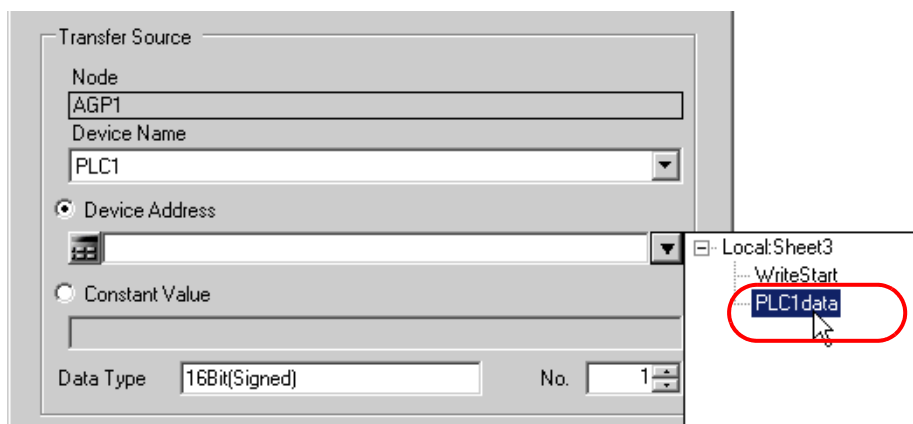 Transfer Source
Node
AGP1
Device Name
PLC1
Device Address
Local:Sheet3
WriteStart
Constant Value
PLC1data
Data Type 16Bit(Signed) No. 1